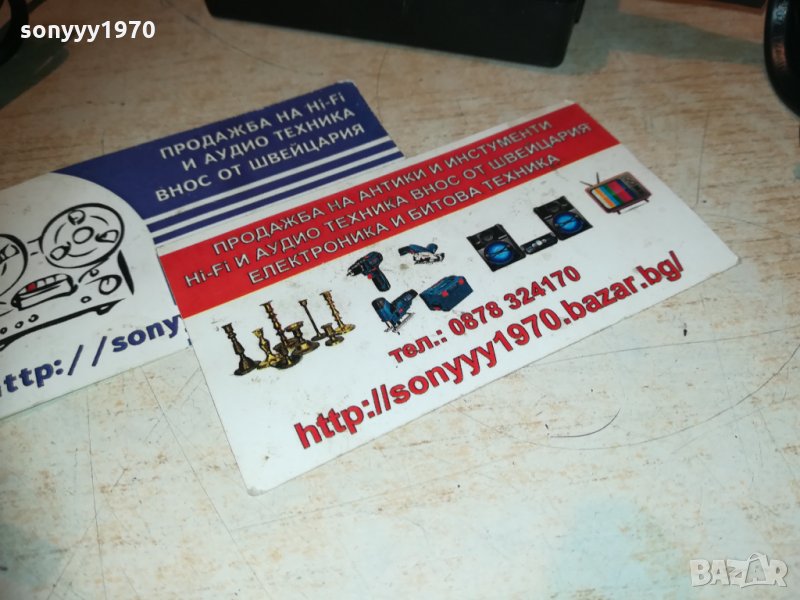 sonyyy1970
ПРОДАЖБА НА Hi-Fi
И АУДИО ТЕХНИКА
ВНОС ОТ ШВЕЙЦАРИЯ
http://sony
ПРОДАЖБА НА АНТИКИ И ИНСТУМЕНТИ
Hi-Fi И АУДИО ТЕХНИКА ВНОС ОТ ШВЕЙЦАРИЯ
ЕЛЕКТРОНИКА И БИТОВА ТЕХНИКА
тел.: 0878 324170
http://sonyyy1970.bazar.bg/
BAZAR